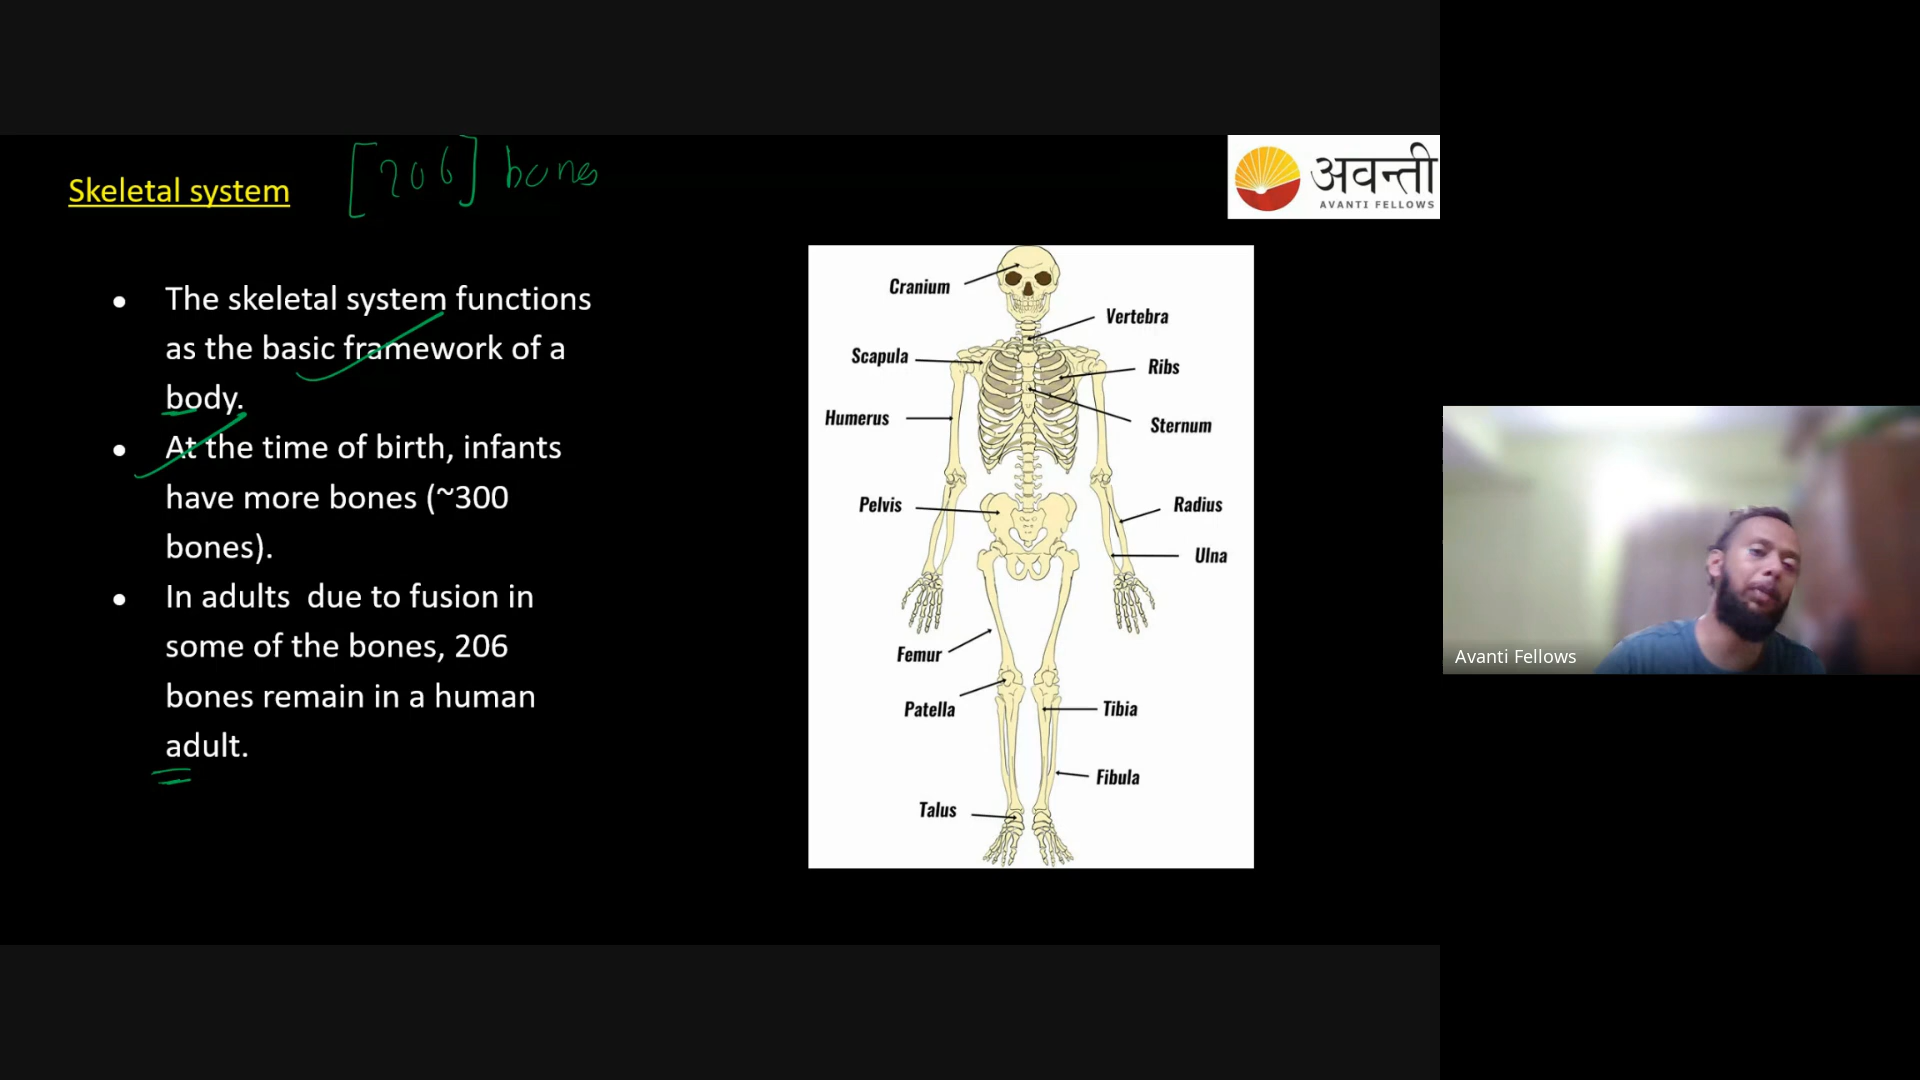 Skeletal system
[206] bones
अवन्ती
AVANTI FELLOWS
● The skeletal system functions
as the basic framework of a
body.
● At the time of birth, infants
have more bones (~300
bones).
● In adults  due to fusion in
some of the bones, 206
bones remain in a human
adult.
Cranium
Vertebra
Scapula
Ribs
Humerus
Sternum
Pelvis
Radius
Ulna
Femur
Patella
Tibia
Fibula
Talus
Avanti Fellows